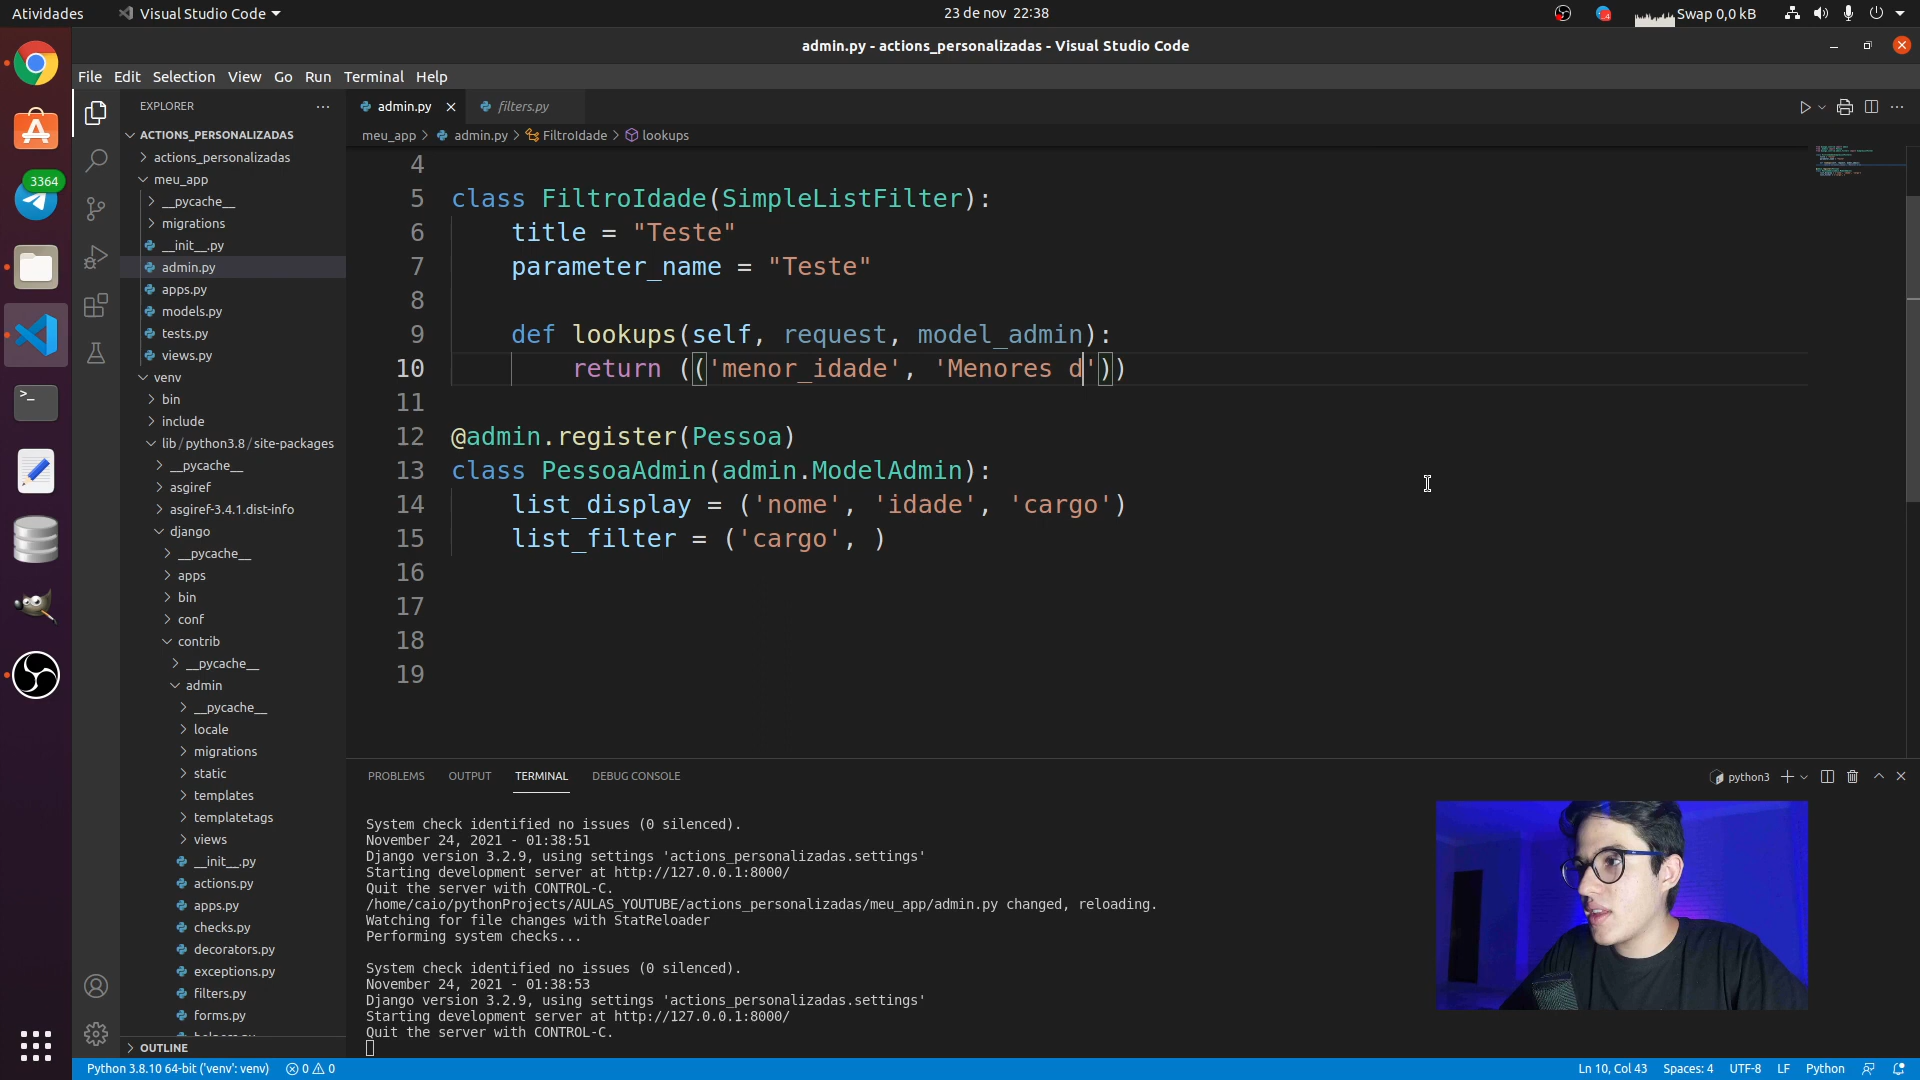 Atividades
Visual Studio Code
23 de nov 22:38
Swap 0,0 kB
admin.py - actions_personalizadas - Visual Studio Code
File Edit Selection View Go Run Terminal Help
3364
EXPLORER
ACTIONS_PERSONALIZADAS
actions_personalizadas
meu_app
__pycache__
migrations
__init__.py
admin.py
apps.py
models.py
tests.py
views.py
venv
bin
include
lib / python3.8 / site-packages
__pycache__
asgiref
asgiref-3.4.1.dist-info
django
__pycache__
apps
bin
conf
contrib
__pycache__
admin
__pycache__
locale
migrations
static
templates
templatetags
views
__init__.py
actions.py
apps.py
checks.py
decorators.py
exceptions.py
filters.py
forms.py
OUTLINE
admin.py
filters.py
meu_app > admin.py > FiltroIdade > lookups
4
5 class FiltroIdade(SimpleListFilter):
6 title = "Teste"
7 parameter_name = "Teste"
8
9 def lookups(self, request, model_admin):
10 return (('menor_idade', 'Menores d'))
11
12 @admin.register(Pessoa)
13 class PessoaAdmin(admin.ModelAdmin):
14 list_display = ('nome', 'idade', 'cargo')
15 list_filter = ('cargo', )
16
17
18
19
PROBLEMS OUTPUT TERMINAL DEBUG CONSOLE
python3
System check identified no issues (0 silenced).
November 24, 2021 - 01:38:51
Django version 3.2.9, using settings 'actions_personalizadas.settings'
Starting development server at http://127.0.0.1:8000/
Quit the server with CONTROL-C.
/home/caio/pythonProjects/AULAS_YOUTUBE/actions_personalizadas/meu_app/admin.py changed, reloading.
Watching for file changes with StatReloader
Performing system checks...
System check identified no issues (0 silenced).
November 24, 2021 - 01:38:53
Django version 3.2.9, using settings 'actions_personalizadas.settings'
Starting development server at http://127.0.0.1:8000/
Quit the server with CONTROL-C.
Python 3.8.10 64-bit ('venv': venv)
0 0
Ln 10, Col 43
Spaces: 4
UTF-8
LF
Python